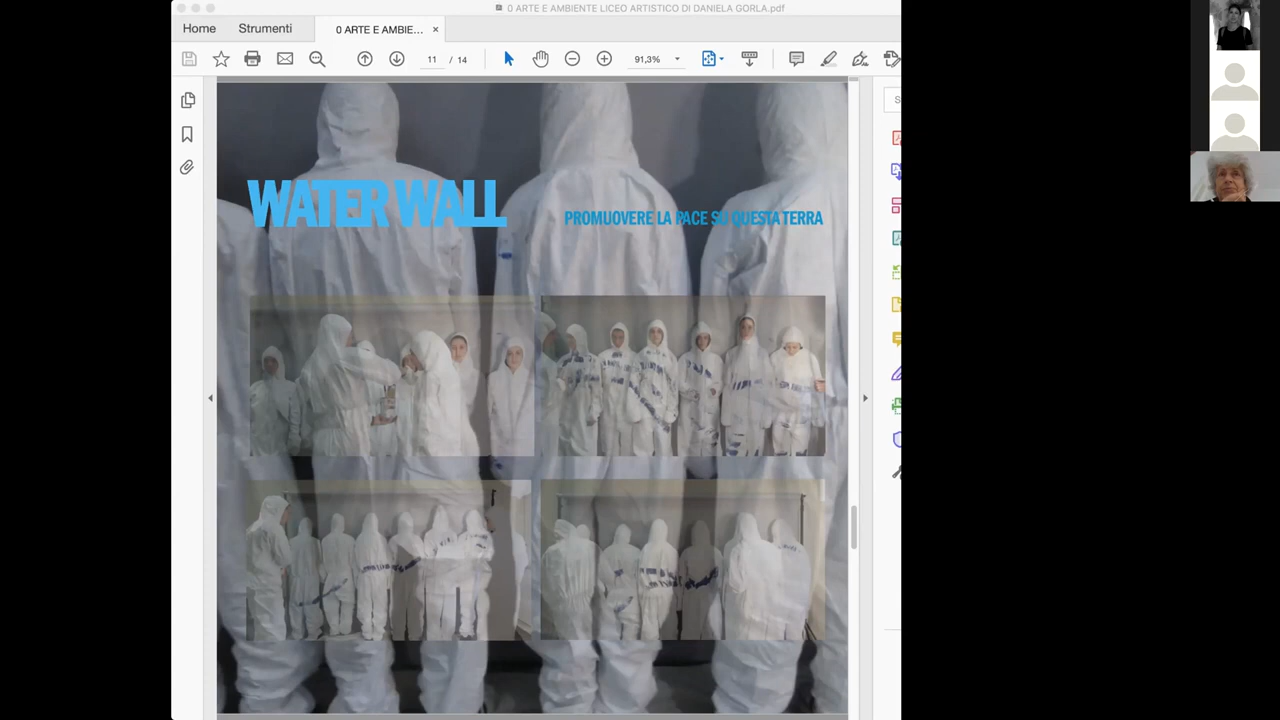 0 ARTE E AMBIENTE LICEO ARTISTICO DI DANIELA GORLA.pdf
Home
Strumenti
0 ARTE E AMBIE...
11 / 14
91,3%
WATER WALL
PROMUOVERE LA PACE SU QUESTA TERRA